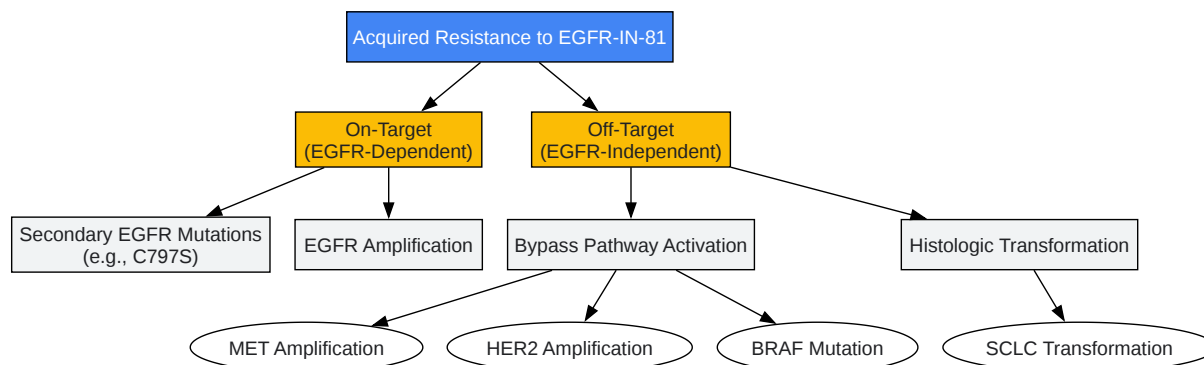 Acquired Resistance to EGFR-IN-81
On-Target
(EGFR-Dependent)
Off-Target
(EGFR-Independent)
Secondary EGFR Mutations
(e.g., C797S)
EGFR Amplification
Bypass Pathway Activation
Histologic Transformation
MET Amplification
HER2 Amplification
BRAF Mutation
SCLC Transformation